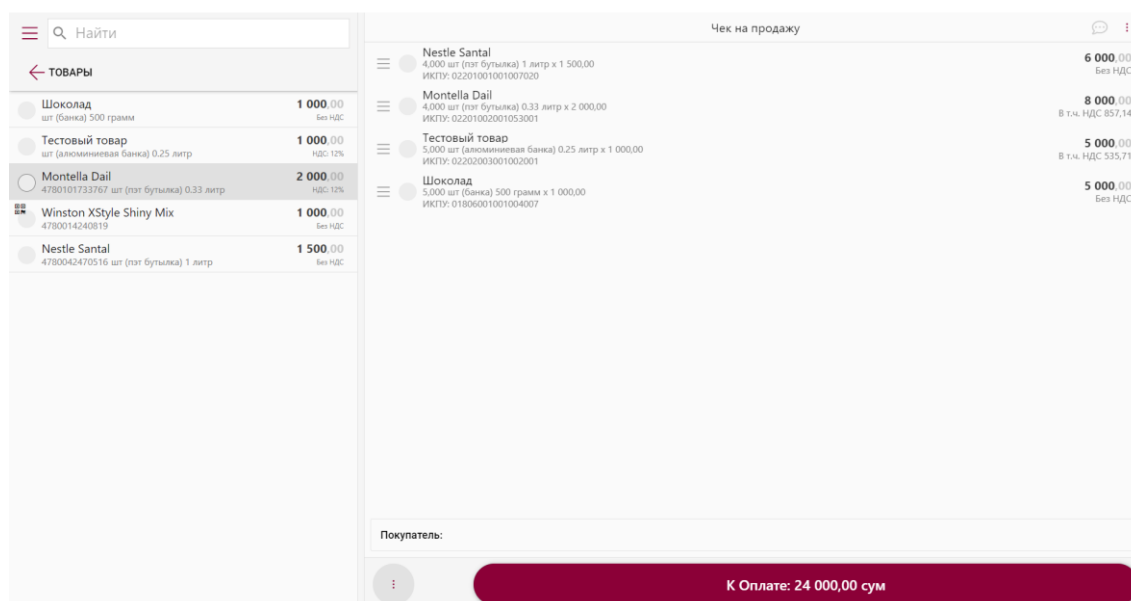 Найти
ТОВАРЫ
Шоколад 1 000,00
шт (банка) 500 грамм Без НДС
Тестовый товар 1 000,00
шт (алюминиевая банка) 0.25 литр НДС: 12%
Montella Dail 2 000,00
4780101733767 шт (пэт бутылка) 0.33 литр НДС: 12%
Winston XStyle Shiny Mix 1 000,00
4780014240819 Без НДС
Nestle Santal 1 500,00
4780042470516 шт (пэт бутылка) 1 литр Без НДС
Чек на продажу
Nestle Santal 6 000,00
4,000 шт (пэт бутылка) 1 литр x 1 500,00 Без НДС
ИКПУ: 02201001001007020
Montella Dail 8 000,00
4,000 шт (пэт бутылка) 0.33 литр x 2 000,00 В т.ч. НДС 857,14
ИКПУ: 02201002001053001
Тестовый товар 5 000,00
5,000 шт (алюминиевая банка) 0.25 литр x 1 000,00 В т.ч. НДС 535,71
ИКПУ: 02202003001002001
Шоколад 5 000,00
5,000 шт (банка) 500 грамм x 1 000,00 Без НДС
ИКПУ: 01806001001004007
Покупатель:
К Оплате: 24 000,00 сум